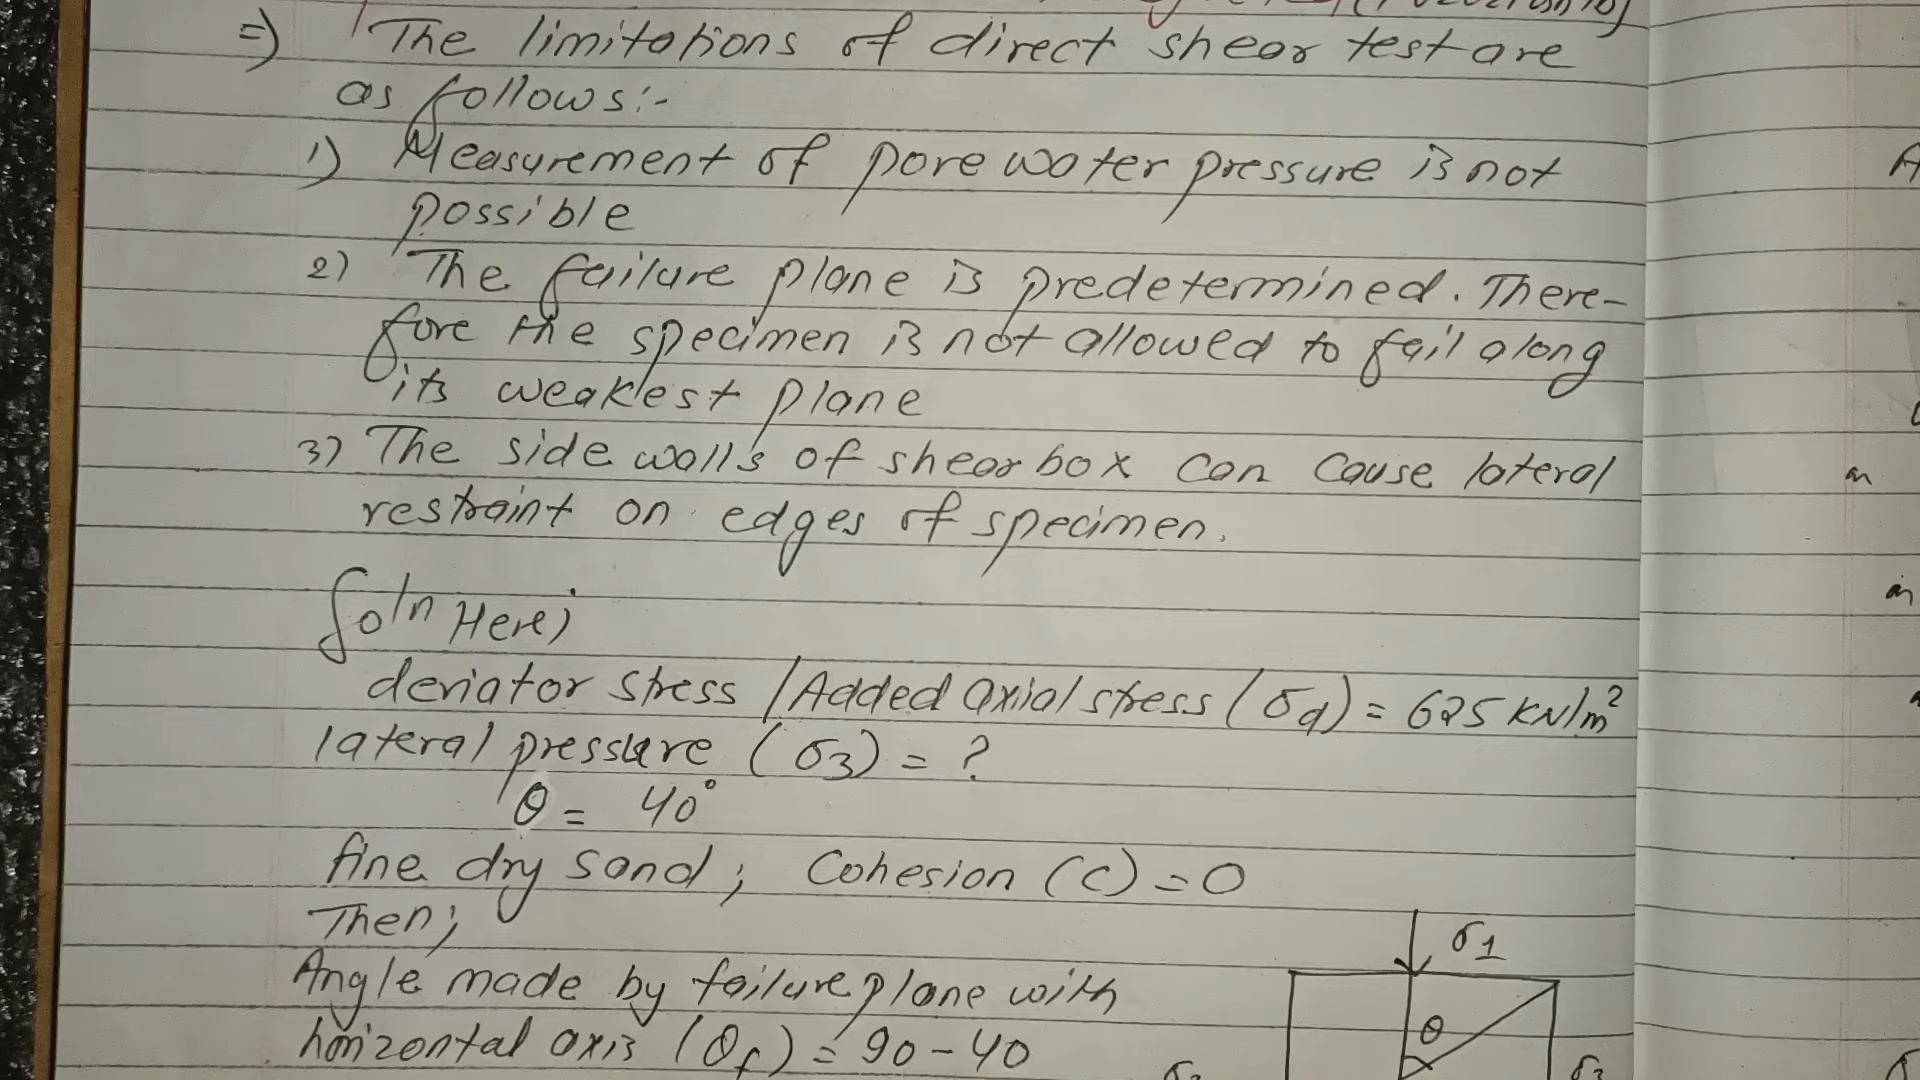 =) The limitations of direct shear test are
as follows:-
1) Measurement of pore water pressure is not
possible
2) The failure plane is predetermined. There-
fore the specimen is not allowed to fail along
its weakest plane
3) The side walls of shear box can cause lateral
restraint on edges of specimen.
Soln Here;
deviator stress / Added axial stress (σd) = 625 KN/m²
lateral pressure (σ3) = ?
θ = 40°
fine dry sand; Cohesion (c) = 0
Then;
σ1
Angle made by failure plane with
horizontal axis (θf) = 90 - 40
θ
σ3